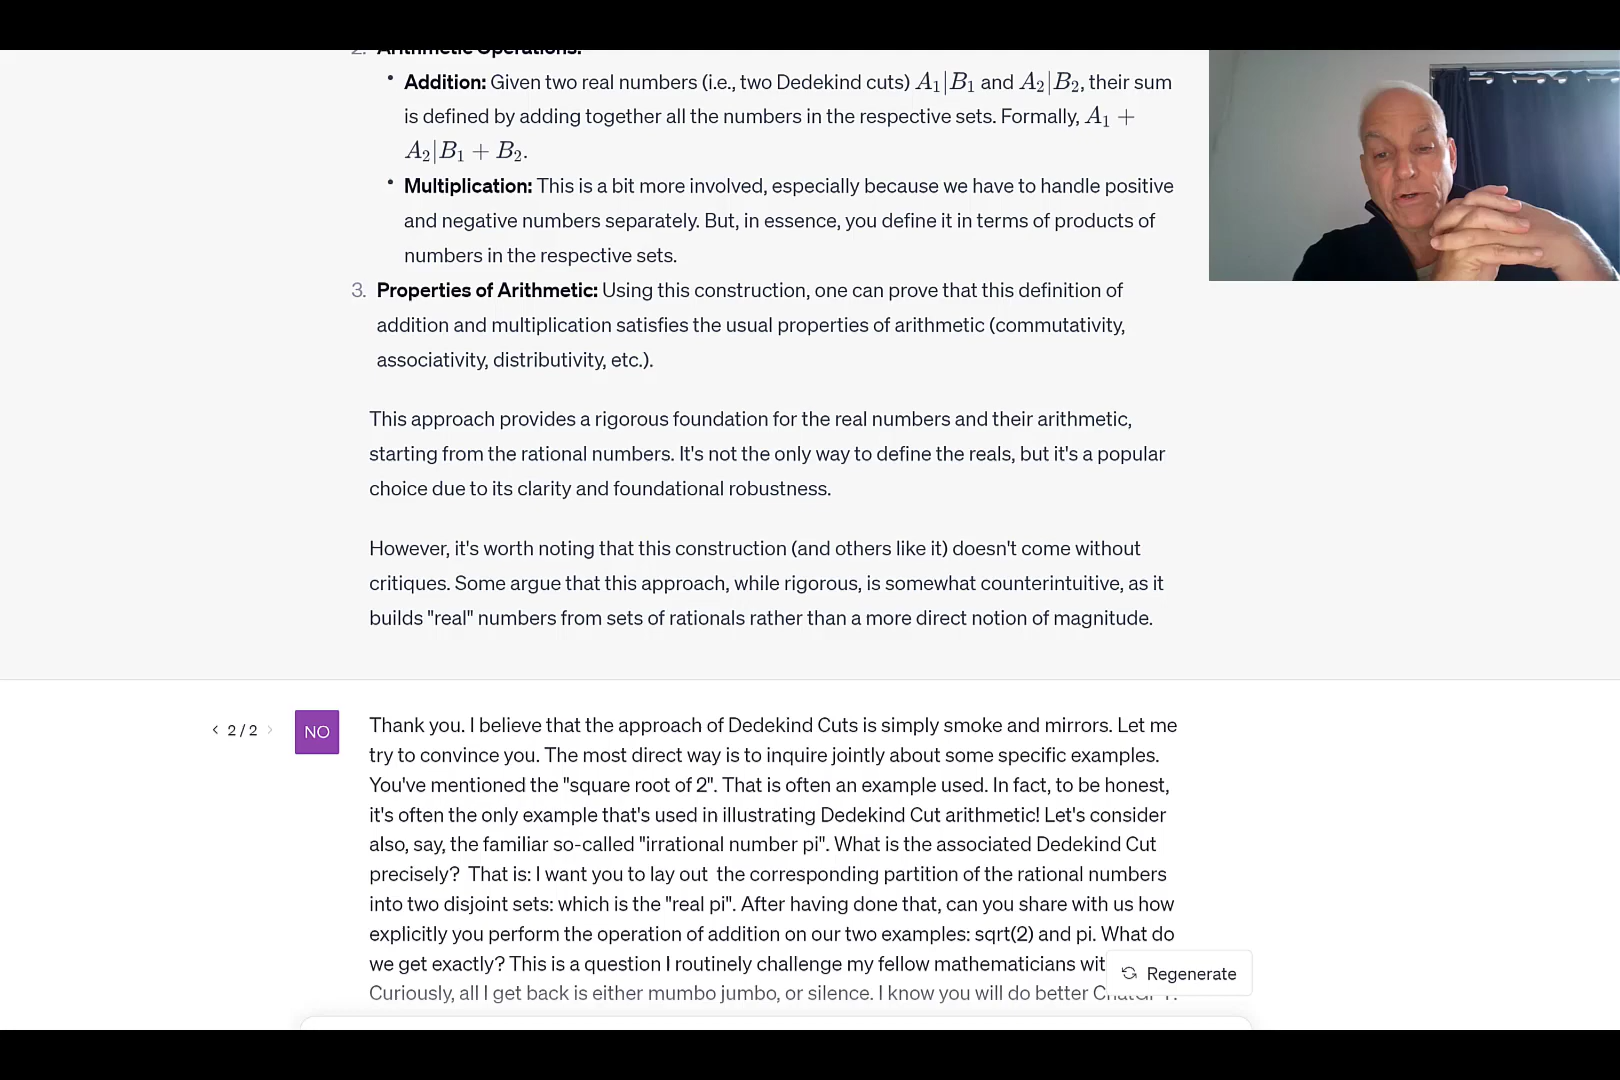 2. Arithmetic Operations:
• Addition: Given two real numbers (i.e., two Dedekind cuts) A₁|B₁ and A₂|B₂, their sum
is defined by adding together all the numbers in the respective sets. Formally, A₁ +
A₂|B₁ + B₂.
• Multiplication: This is a bit more involved, especially because we have to handle positive
and negative numbers separately. But, in essence, you define it in terms of products of
numbers in the respective sets.
3. Properties of Arithmetic: Using this construction, one can prove that this definition of
addition and multiplication satisfies the usual properties of arithmetic (commutativity,
associativity, distributivity, etc.).
This approach provides a rigorous foundation for the real numbers and their arithmetic,
starting from the rational numbers. It's not the only way to define the reals, but it's a popular
choice due to its clarity and foundational robustness.
However, it's worth noting that this construction (and others like it) doesn't come without
critiques. Some argue that this approach, while rigorous, is somewhat counterintuitive, as it
builds "real" numbers from sets of rationals rather than a more direct notion of magnitude.
< 2 / 2 >
NO
Thank you. I believe that the approach of Dedekind Cuts is simply smoke and mirrors. Let me
try to convince you. The most direct way is to inquire jointly about some specific examples.
You've mentioned the "square root of 2". That is often an example used. In fact, to be honest,
it's often the only example that's used in illustrating Dedekind Cut arithmetic! Let's consider
also, say, the familiar so-called "irrational number pi". What is the associated Dedekind Cut
precisely?  That is: I want you to lay out  the corresponding partition of the rational numbers
into two disjoint sets: which is the "real pi". After having done that, can you share with us how
explicitly you perform the operation of addition on our two examples: sqrt(2) and pi. What do
we get exactly? This is a question I routinely challenge my fellow mathematicians wit
Regenerate
Curiously, all I get back is either mumbo jumbo, or silence. I know you will do better